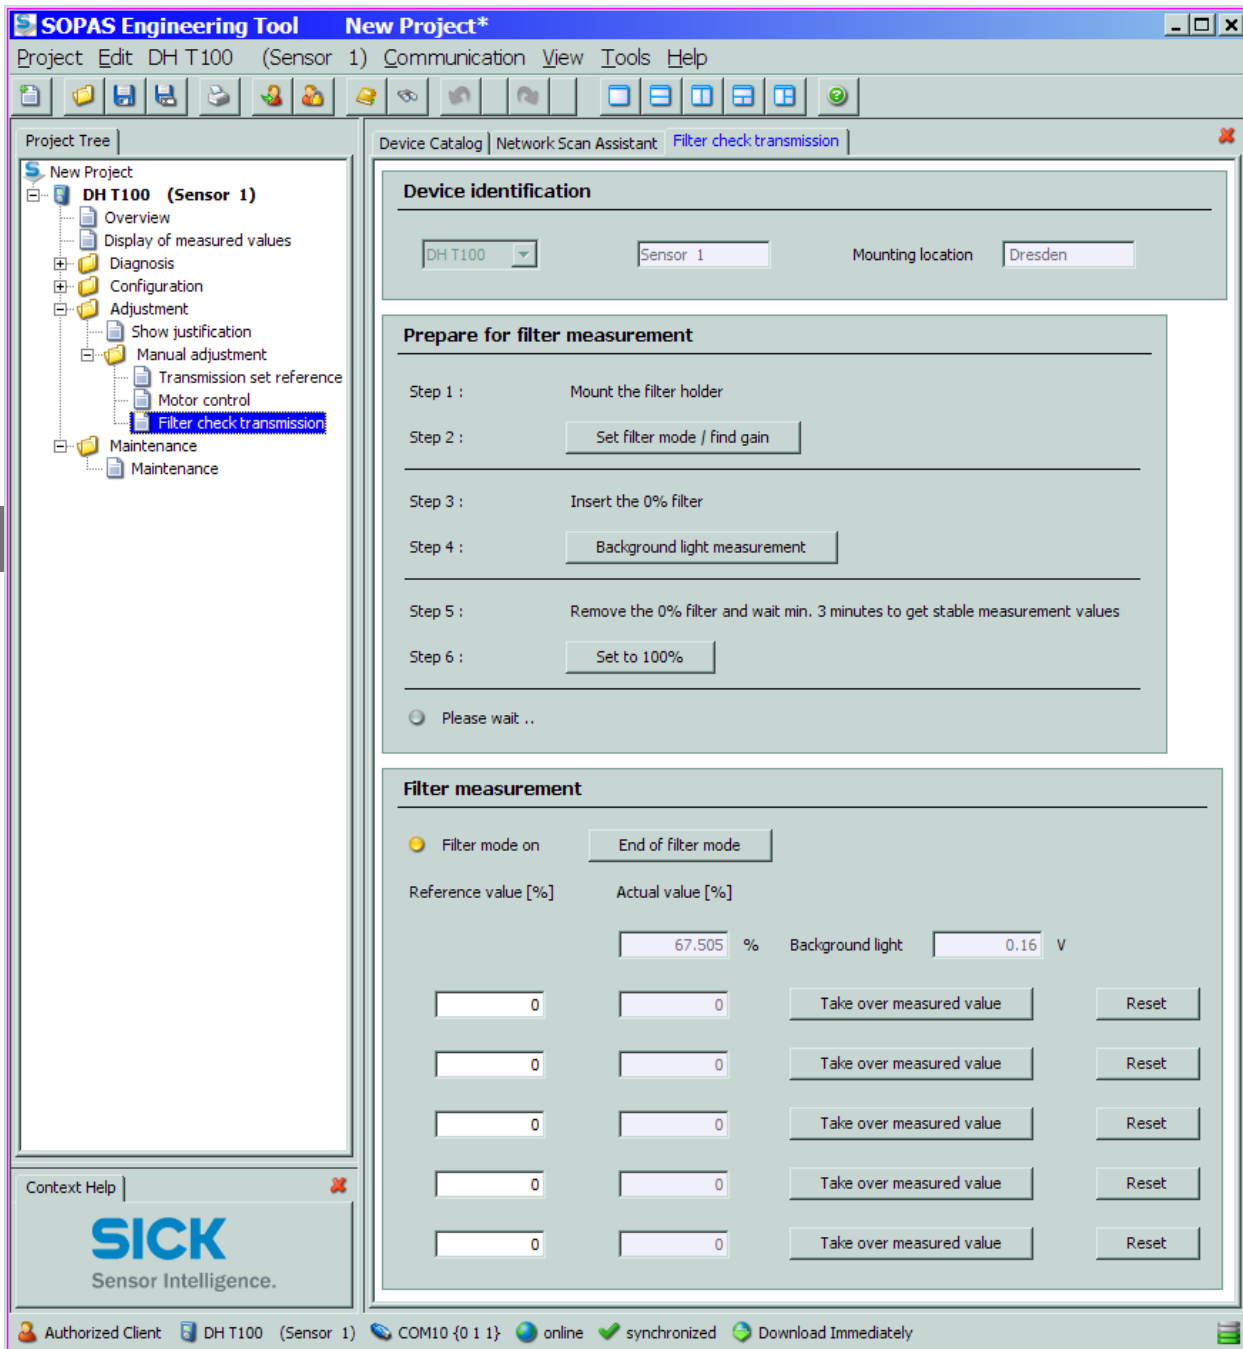 SOPAS Engineering Tool New Project*
Project Edit DH T100 (Sensor 1) Communication View Tools Help
Project Tree
New Project
DH T100 (Sensor 1)
Overview
Display of measured values
Diagnosis
Configuration
Adjustment
Show justification
Manual adjustment
Transmission set reference
Motor control
Filter check transmission
Maintenance
Maintenance
Context Help
SICK
Sensor Intelligence.
Device Catalog Network Scan Assistant Filter check transmission
Device identification
DH T100 Sensor 1 Mounting location Dresden
Prepare for filter measurement
Step 1 : Mount the filter holder
Step 2 : Set filter mode / find gain
Step 3 : Insert the 0% filter
Step 4 : Background light measurement
Step 5 : Remove the 0% filter and wait min. 3 minutes to get stable measurement values
Step 6 : Set to 100%
Please wait ..
Filter measurement
Filter mode on End of filter mode
Reference value [%] Actual value [%]
67.505 % Background light 0.16 V
0 0 Take over measured value Reset
0 0 Take over measured value Reset
0 0 Take over measured value Reset
0 0 Take over measured value Reset
0 0 Take over measured value Reset
Authorized Client DH T100 (Sensor 1) COM10 {0 1 1} online synchronized Download Immediately